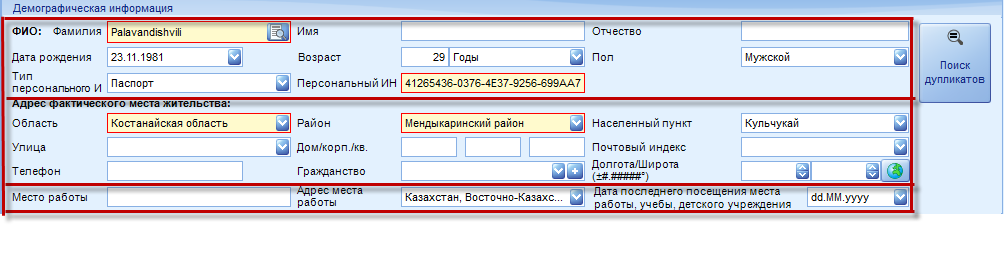 Демографическая информация
ФИО: Фамилия Palavandishvili Имя Отчество
Дата рождения 23.11.1981 Возраст 29 Годы Пол Мужской
Поиск дупликатов
Тип персонального И Паспорт Персональный ИН 41265436-0376-4E37-9256-699AA7
Адрес фактического места жительства:
Область Костанайская область Район Мендыкаринский район Населенный пункт Кульчукай
Улица Дом/корп./кв. Почтовый индекс
Телефон Гражданство Долгота/Широта (±#.#####°)
Место работы Адрес места работы Казахстан, Восточно-Казахс... Дата последнего посещения места работы, учебы, детского учреждения dd.MM.yyyy